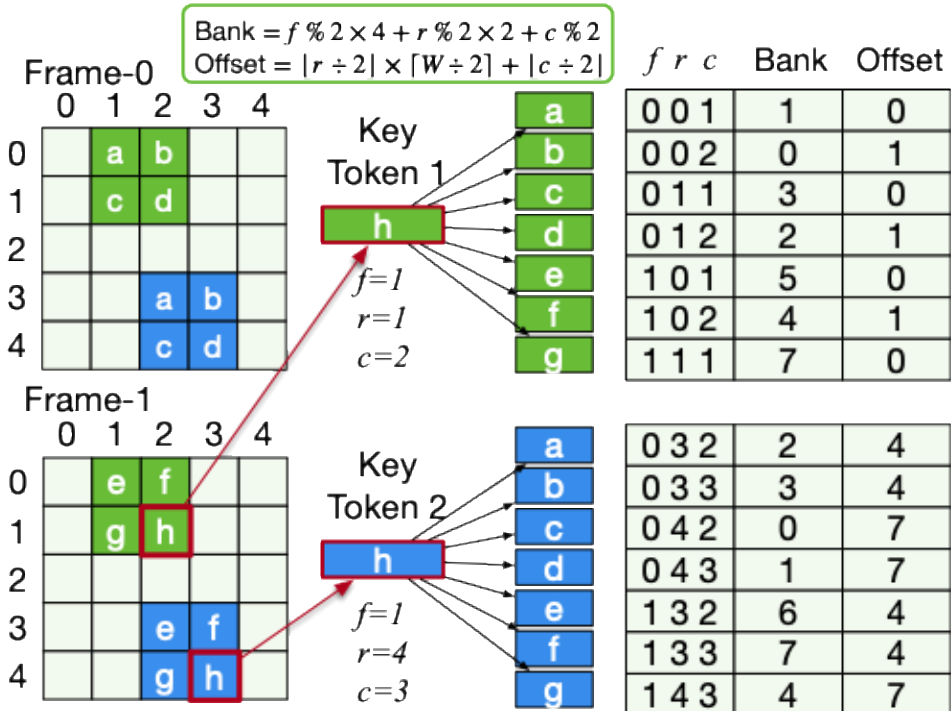 Bank = f % 2 × 4 + r % 2 × 2 + c % 2
Offset = ⌊r ÷ 2⌋ × ⌈W ÷ 2⌉ + ⌊c ÷ 2⌋
Frame-0
0 1 2 3 4
0 a b
1 c d
2
3 a b
4 c d
Key
Token 1
h
f=1
r=1
c=2
a
b
c
d
e
f
g
f r c Bank Offset
0 0 1 1 0
0 0 2 0 1
0 1 1 3 0
0 1 2 2 1
1 0 1 5 0
1 0 2 4 1
1 1 1 7 0
Frame-1
0 1 2 3 4
0 e f
1 g h
2
3 e f
4 g h
Key
Token 2
h
f=1
r=4
c=3
a
b
c
d
e
f
g
0 3 2 2 4
0 3 3 3 4
0 4 2 0 7
0 4 3 1 7
1 3 2 6 4
1 3 3 7 4
1 4 3 4 7